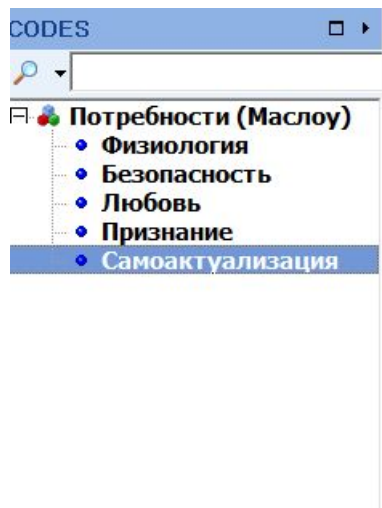 CODES
Потребности (Маслоу)
Физиология
Безопасность
Любовь
Признание
Самоактуализация